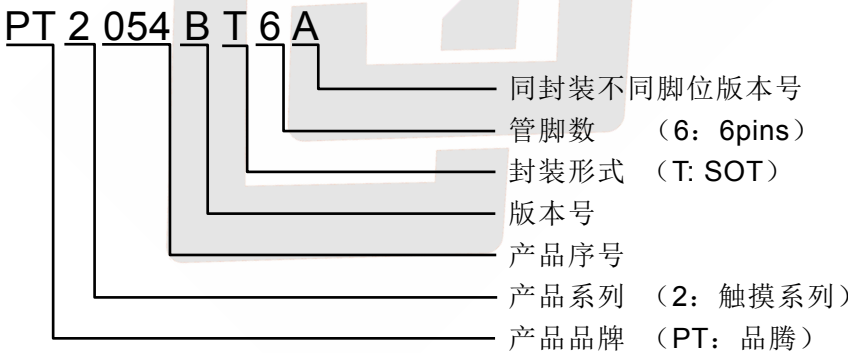 PT 2 054 B T 6 A
同封装不同脚位版本号
管脚数 （6：6pins）
封装形式 （T: SOT）
版本号
产品序号
产品系列 （2：触摸系列）
产品品牌 （PT：品腾）